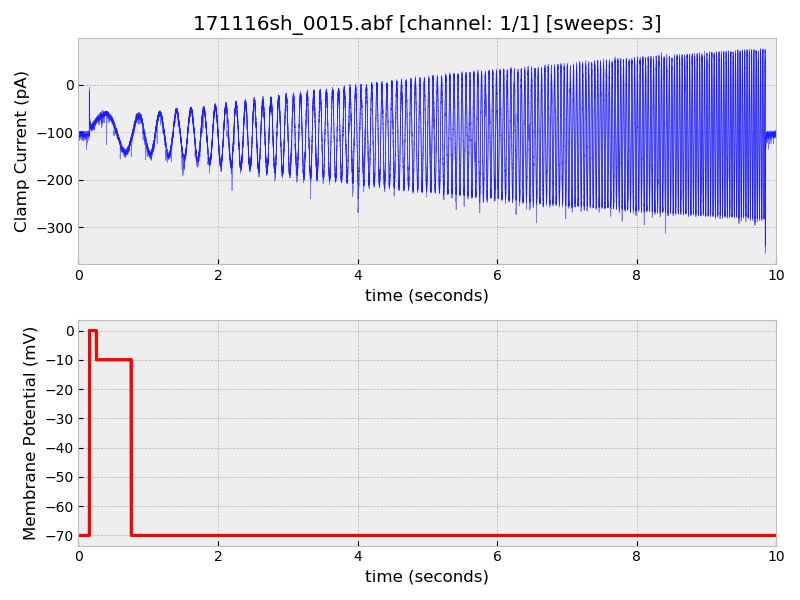 171116sh_0015.abf [channel: 1/1] [sweeps: 3]
Clamp Current (pA)
0
−100
−200
−300
0 2 4 6 8 10
time (seconds)
Membrane Potential (mV)
0
−10
−20
−30
−40
−50
−60
−70
0 2 4 6 8 10
time (seconds)